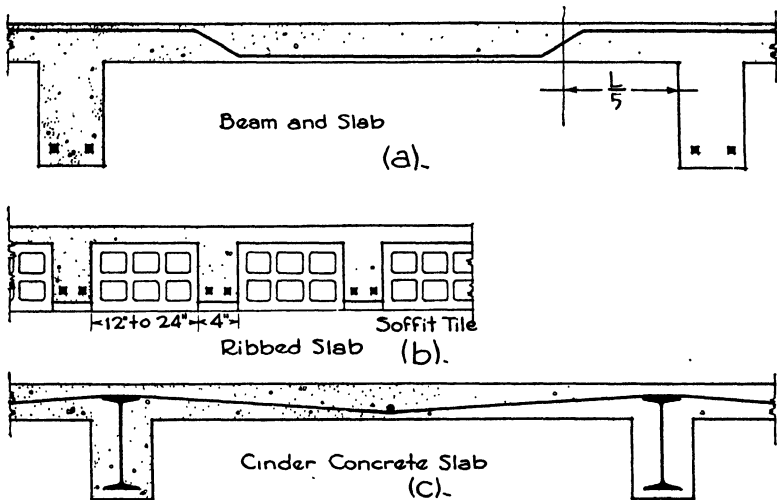 L
5
Beam and Slab
(a).
12" to 24" 4" Soffit Tile
Ribbed Slab (b).
Cinder Concrete Slab
(c).